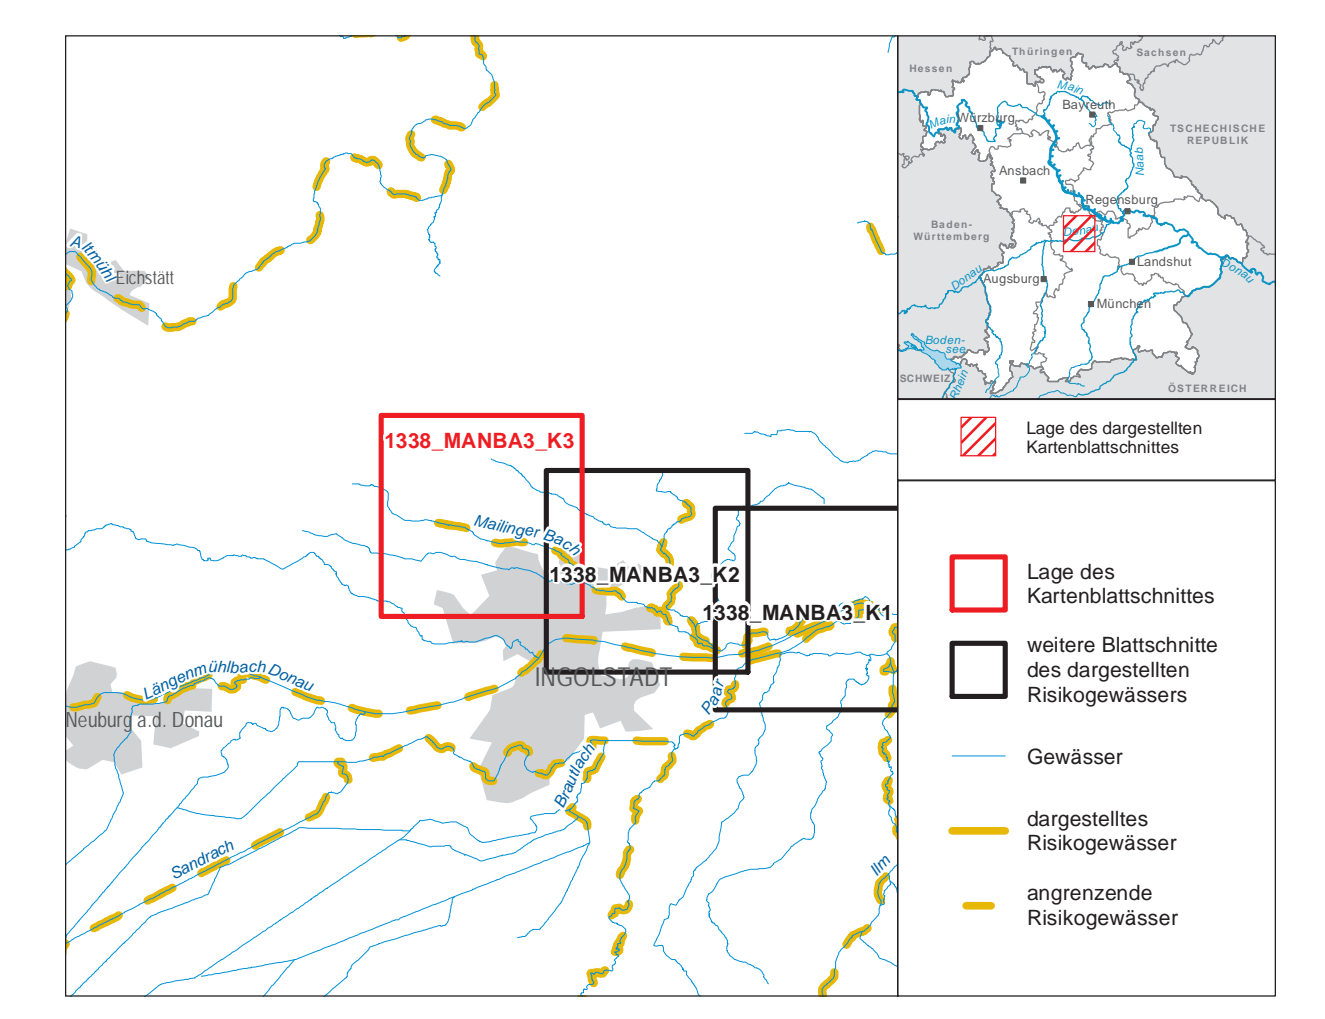 Altmühl
Eichstätt
1338_MANBA3_K3
Mailinger Bach
1338_MANBA3_K2
1338_MANBA3_K1
INGOLSTADT
Längenmühlbach
Donau
Neuburg a.d. Donau
Paar
Brautlach
Sandrach
Ilm
Thüringen
Sachsen
Hessen
Main
Bayreuth
Main
Würzburg
TSCHECHISCHE
REPUBLIK
Naab
Ansbach
Regensburg
Baden-
Württemberg
Donau
Landshut
Donau
Augsburg
Donau
München
Boden-
see
SCHWEIZ
Rhein
ÖSTERREICH
Lage des dargestellten
Kartenblattschnittes
Lage des
Kartenblattschnittes
weitere Blattschnitte
des dargestellten
Risikogewässers
Gewässer
dargestelltes
Risikogewässer
angrenzende
Risikogewässer